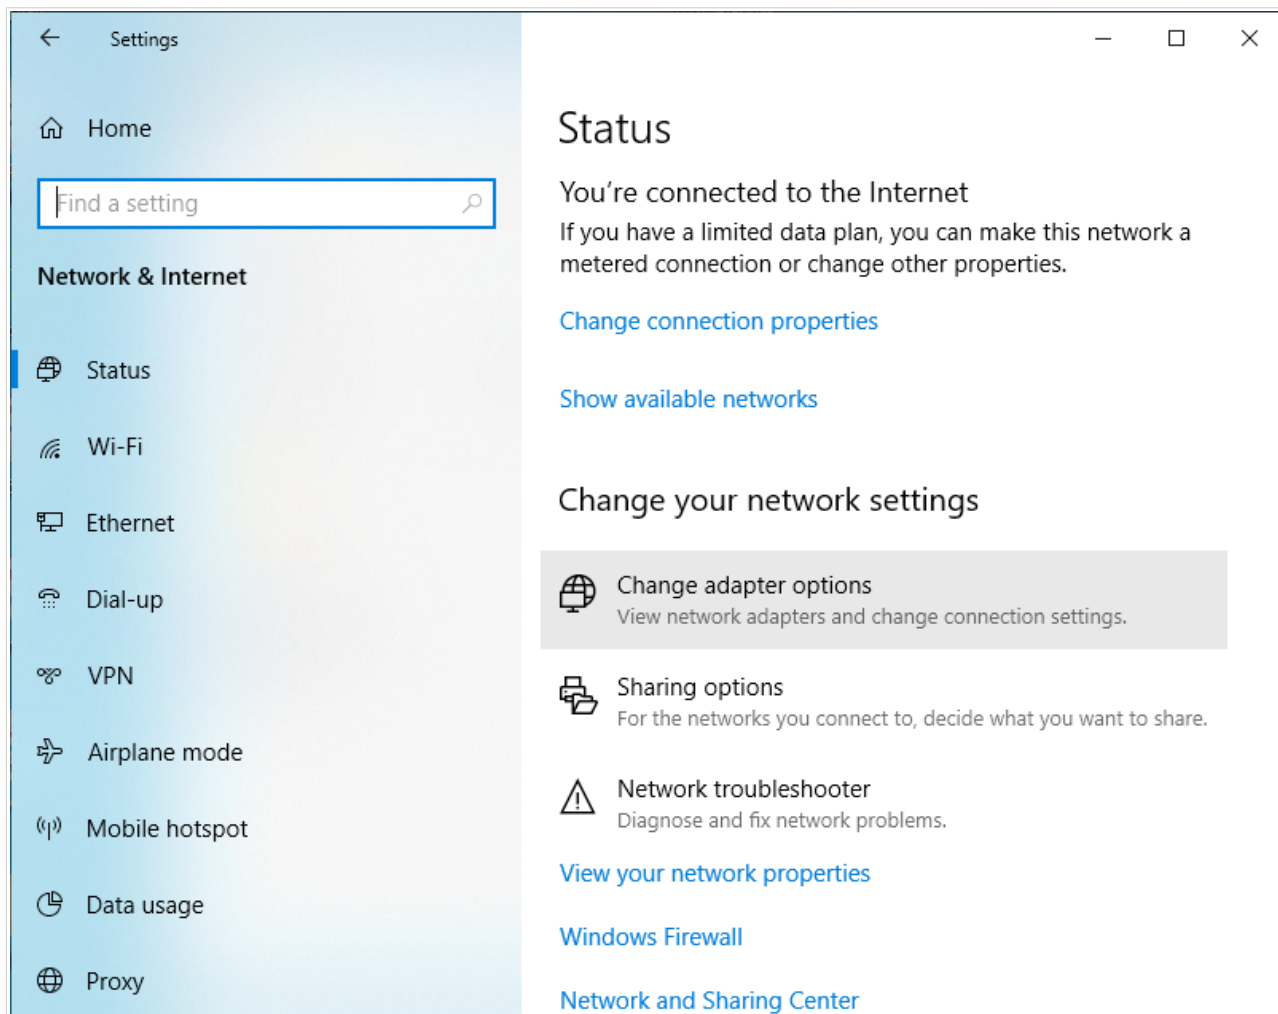 Settings
Home
Find a setting
Network & Internet
Status
Wi-Fi
Ethernet
Dial-up
VPN
Airplane mode
Mobile hotspot
Data usage
Proxy
Status
You're connected to the Internet
If you have a limited data plan, you can make this network a
metered connection or change other properties.
Change connection properties
Show available networks
Change your network settings
Change adapter options
View network adapters and change connection settings.
Sharing options
For the networks you connect to, decide what you want to share.
Network troubleshooter
Diagnose and fix network problems.
View your network properties
Windows Firewall
Network and Sharing Center